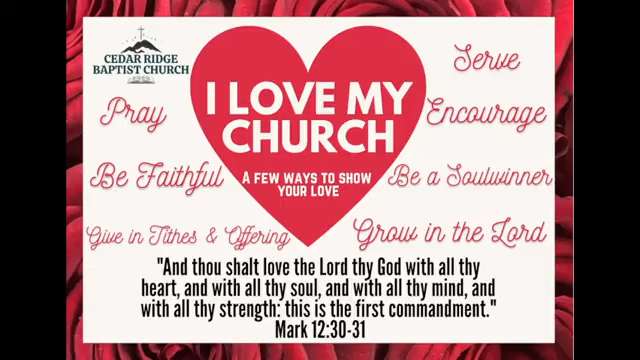 CEDAR RIDGE
BAPTIST CHURCH
I LOVE MY
CHURCH
A FEW WAYS TO SHOW
YOUR LOVE
Pray
Be Faithful
Give in Tithes & Offering
Serve
Encourage
Be a Soulwinner
Grow in the Lord
"And thou shalt love the Lord thy God with all thy
heart, and with all thy soul, and with all thy mind, and
with all thy strength: this is the first commandment."
Mark 12:30-31